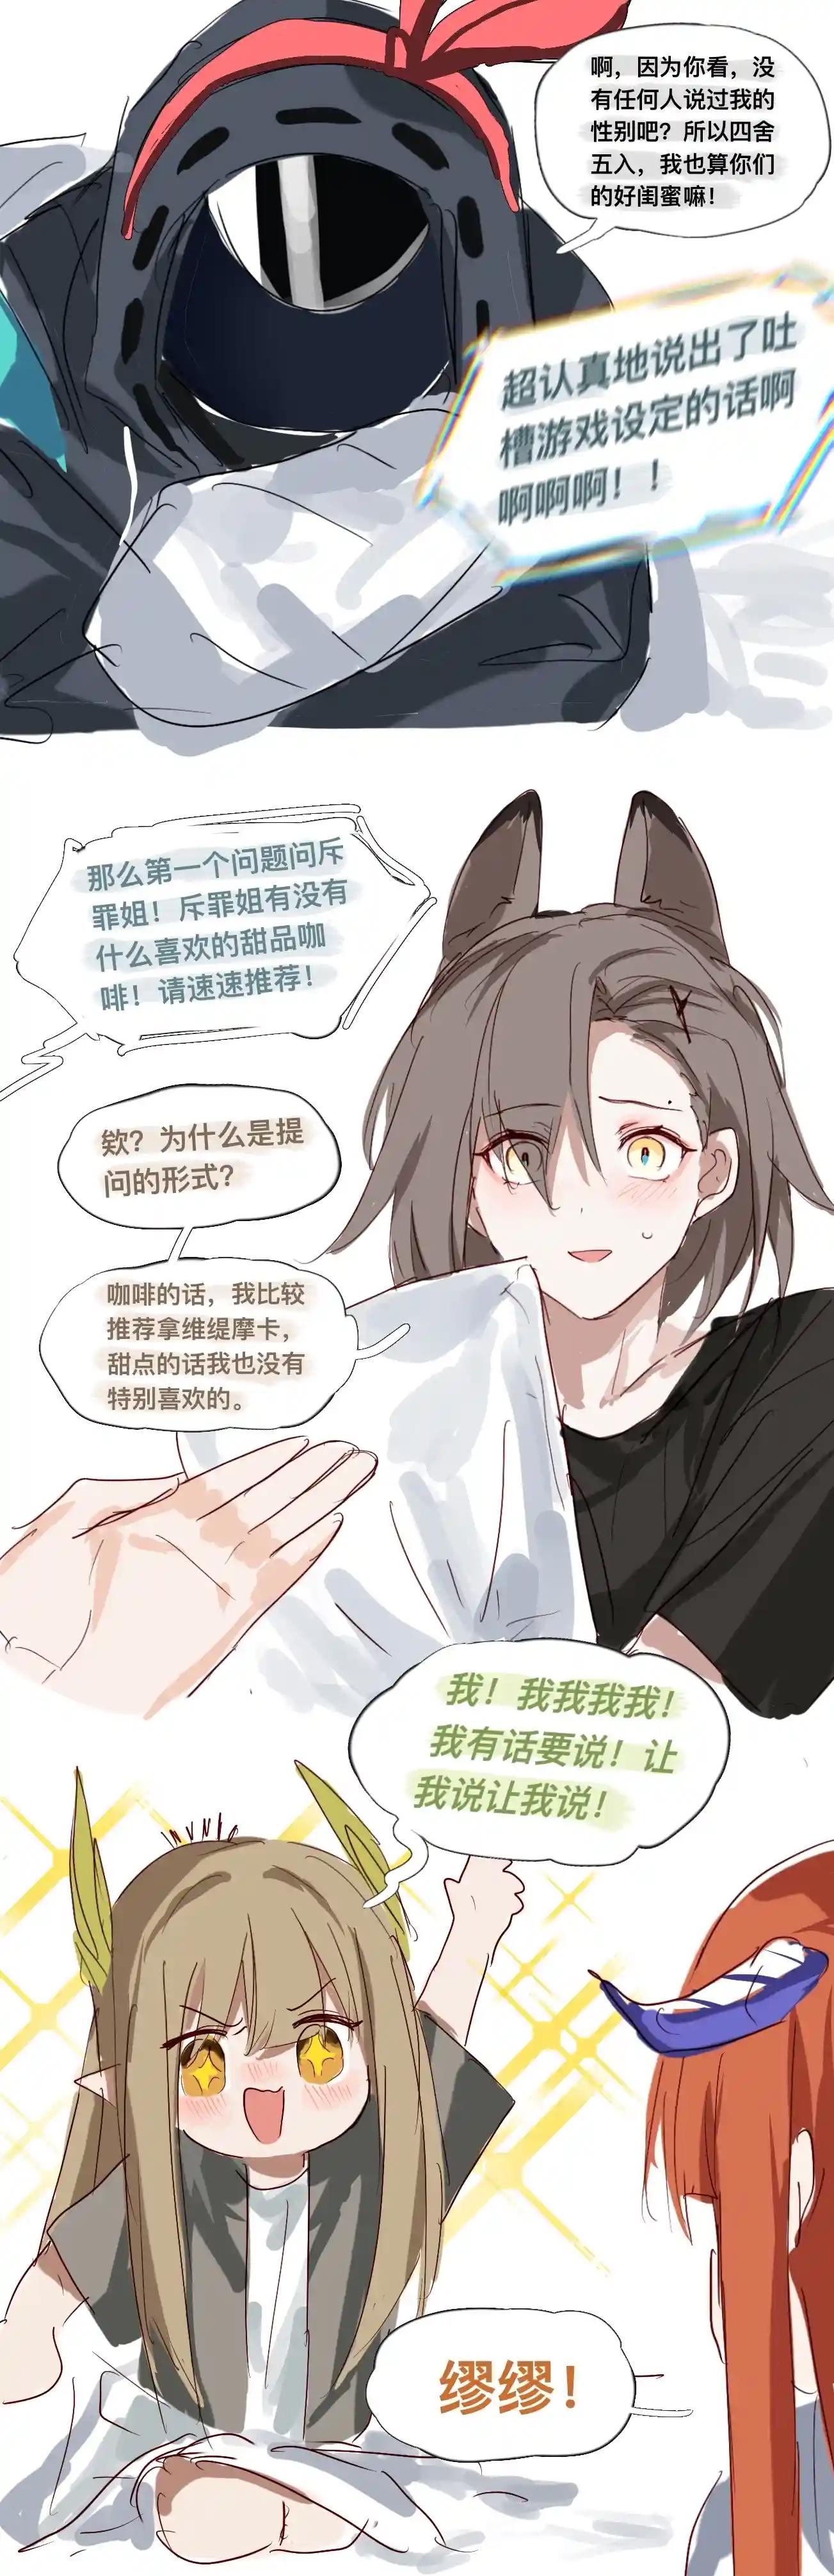 啊，因为你看，没
有任何人说过我的
性别吧？所以四舍
五入，我也算你们
的好闺蜜嘛！
超认真地说出了吐
槽游戏设定的话啊
啊啊啊！！
那么第一个问题问斥
罪姐！斥罪姐有没有
什么喜欢的甜品咖
啡！请速速推荐！
欸？为什么是提
问的形式？
咖啡的话，我比较
推荐拿维缇摩卡，
甜点的话我也没有
特别喜欢的。
我！我我我我！
我有话要说！让
我说让我说！
缪缪！